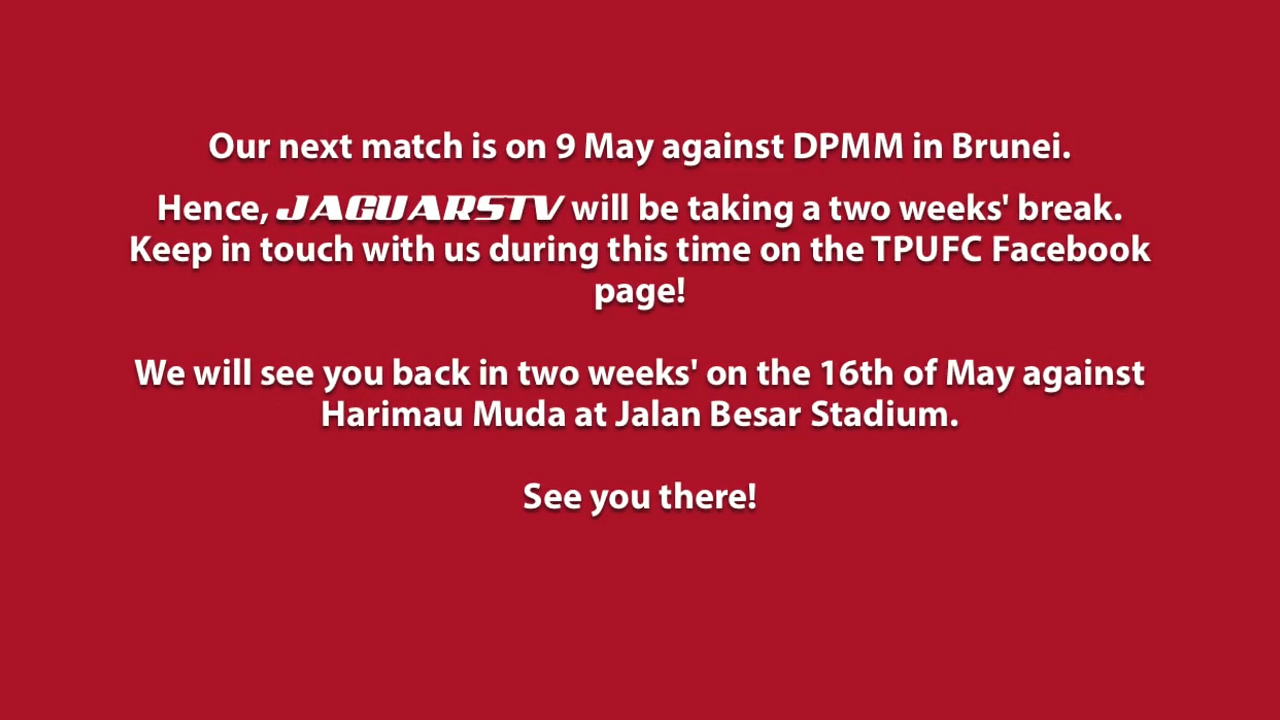 Our next match is on 9 May against DPMM in Brunei.
Hence, JAGUARSTV will be taking a two weeks' break.
Keep in touch with us during this time on the TPUFC Facebook
page!
We will see you back in two weeks' on the 16th of May against
Harimau Muda at Jalan Besar Stadium.
See you there!